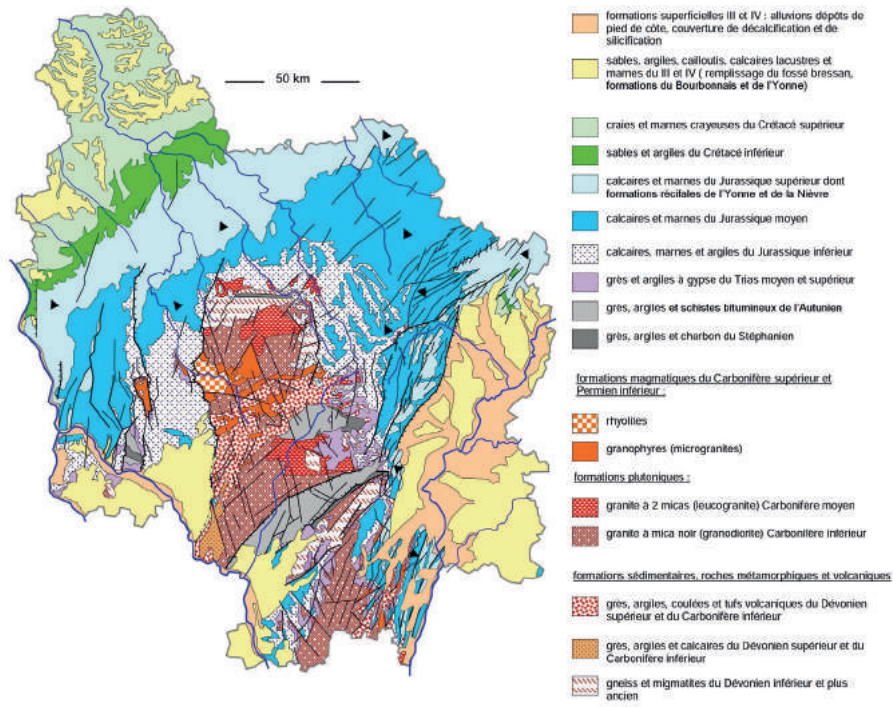 50 km
formations superficielles III et IV : alluvions dépôts de
pied de côte, couverture de décalcification et de
silicification
sables, argiles, cailloutis, calcaires lacustres et
marnes du III et IV ( remplissage du fossé bressan,
formations du Bourbonnais et de l'Yonne)
craies et marnes crayeuses du Crétacé supérieur
sables et argiles du Crétacé inférieur
calcaires et marnes du Jurassique supérieur dont
formations récifales de l'Yonne et de la Nièvre
calcaires et marnes du Jurassique moyen
calcaires, marnes et argiles du Jurassique inférieur
grès et argiles à gypse du Trias moyen et supérieur
grès, argiles et schistes bitumineux de l'Autunien
grès, argiles et charbon du Stéphanien
formations magmatiques du Carbonifère supérieur et
Permien inférieur :
rhyolites
granophyres (microgranites)
formations plutoniques :
granite à 2 micas (leucogranite) Carbonifère moyen
granite à mica noir (granodiorite) Carbonifère inférieur
formations sédimentaires, roches métamorphiques et volcaniques
grès, argiles, coulées et tufs volcaniques du Dévonien
supérieur et du Carbonifère inférieur
grès, argiles et calcaires du Dévonien supérieur et du
Carbonifère inférieur
gneiss et migmatites du Dévonien inférieur et plus
ancien